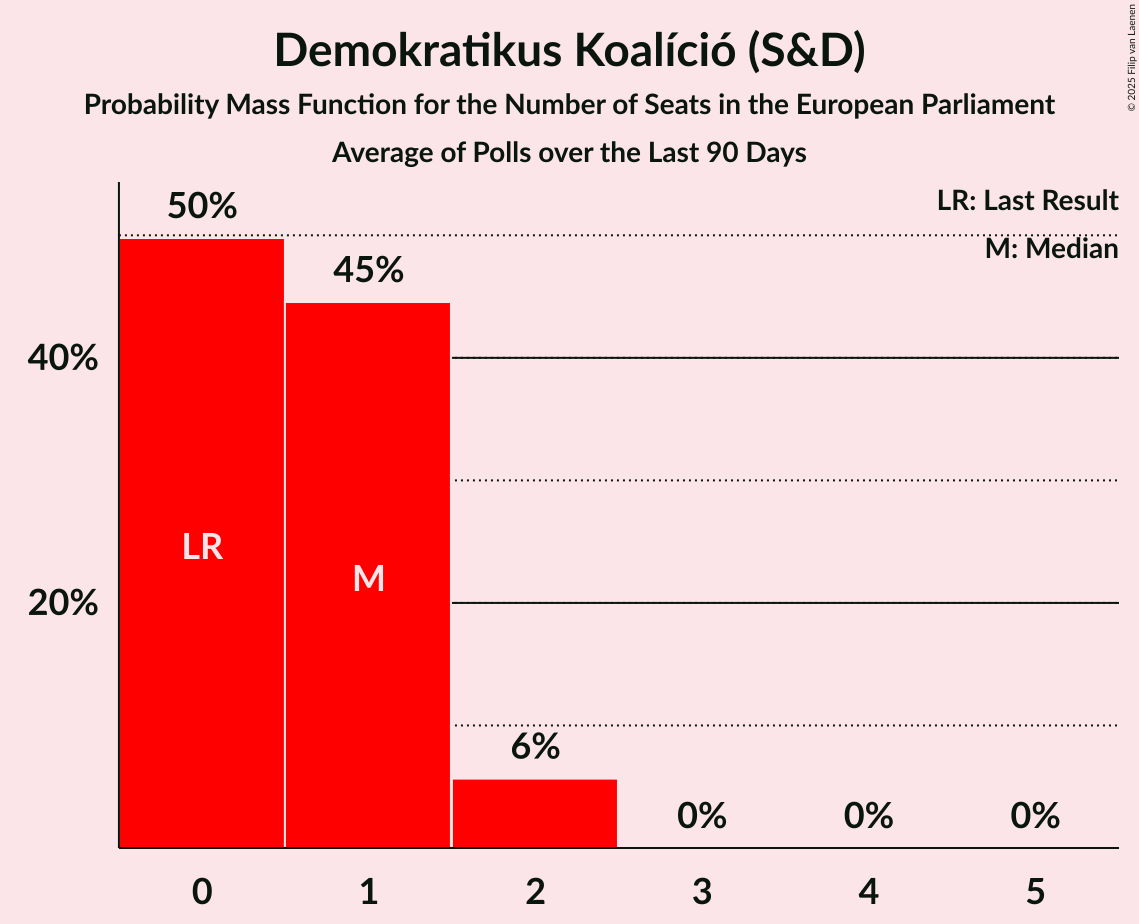 Demokratikus Koalíció (S&D)
Probability Mass Function for the Number of Seats in the European Parliament
Average of Polls over the Last 90 Days
© 2025 Filip van Laenen
LR: Last Result
M: Median
50%
45%
40%
LR
M
20%
6%
0%
0%
0%
0
1
2
3
4
5